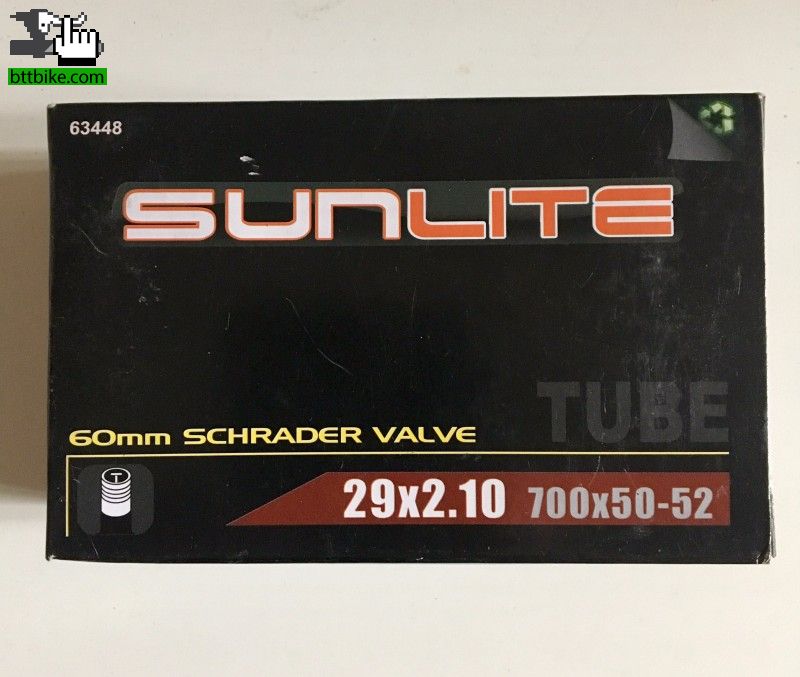 bttbike.com
63448
SUNLITE
TUBE
60mm SCHRADER VALVE
T
29x2.10 700x50-52